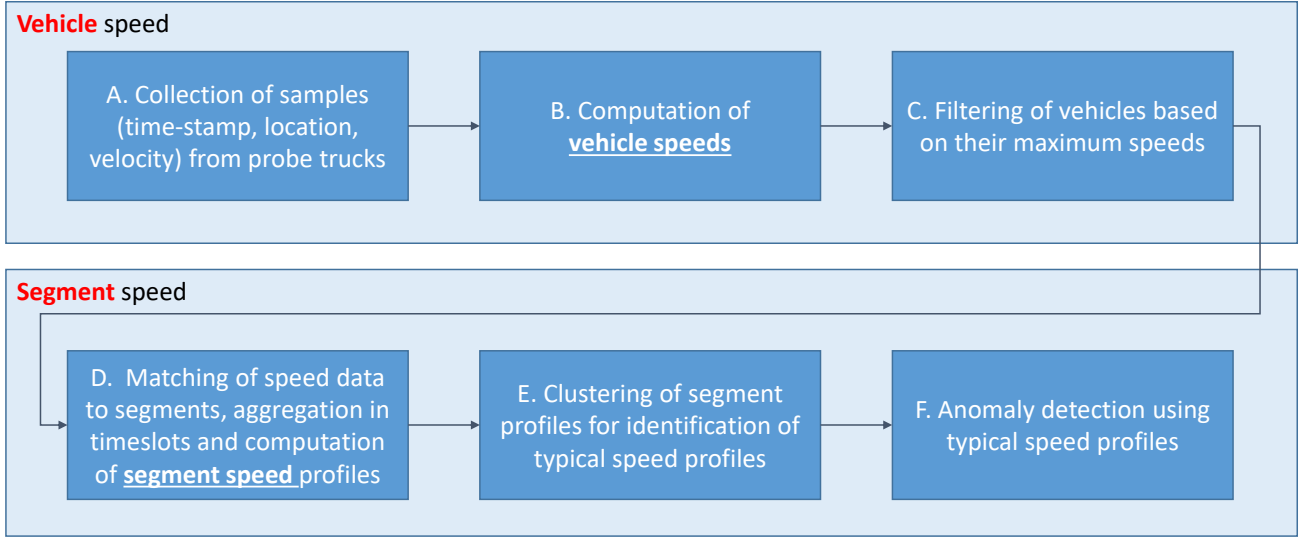 Vehicle speed
A. Collection of samples
(time-stamp, location,
velocity) from probe trucks
B. Computation of
vehicle speeds
C. Filtering of vehicles based
on their maximum speeds
Segment speed
D. Matching of speed data
to segments, aggregation in
timeslots and computation
of segment speed profiles
E. Clustering of segment
profiles for identification of
typical speed profiles
F. Anomaly detection using
typical speed profiles